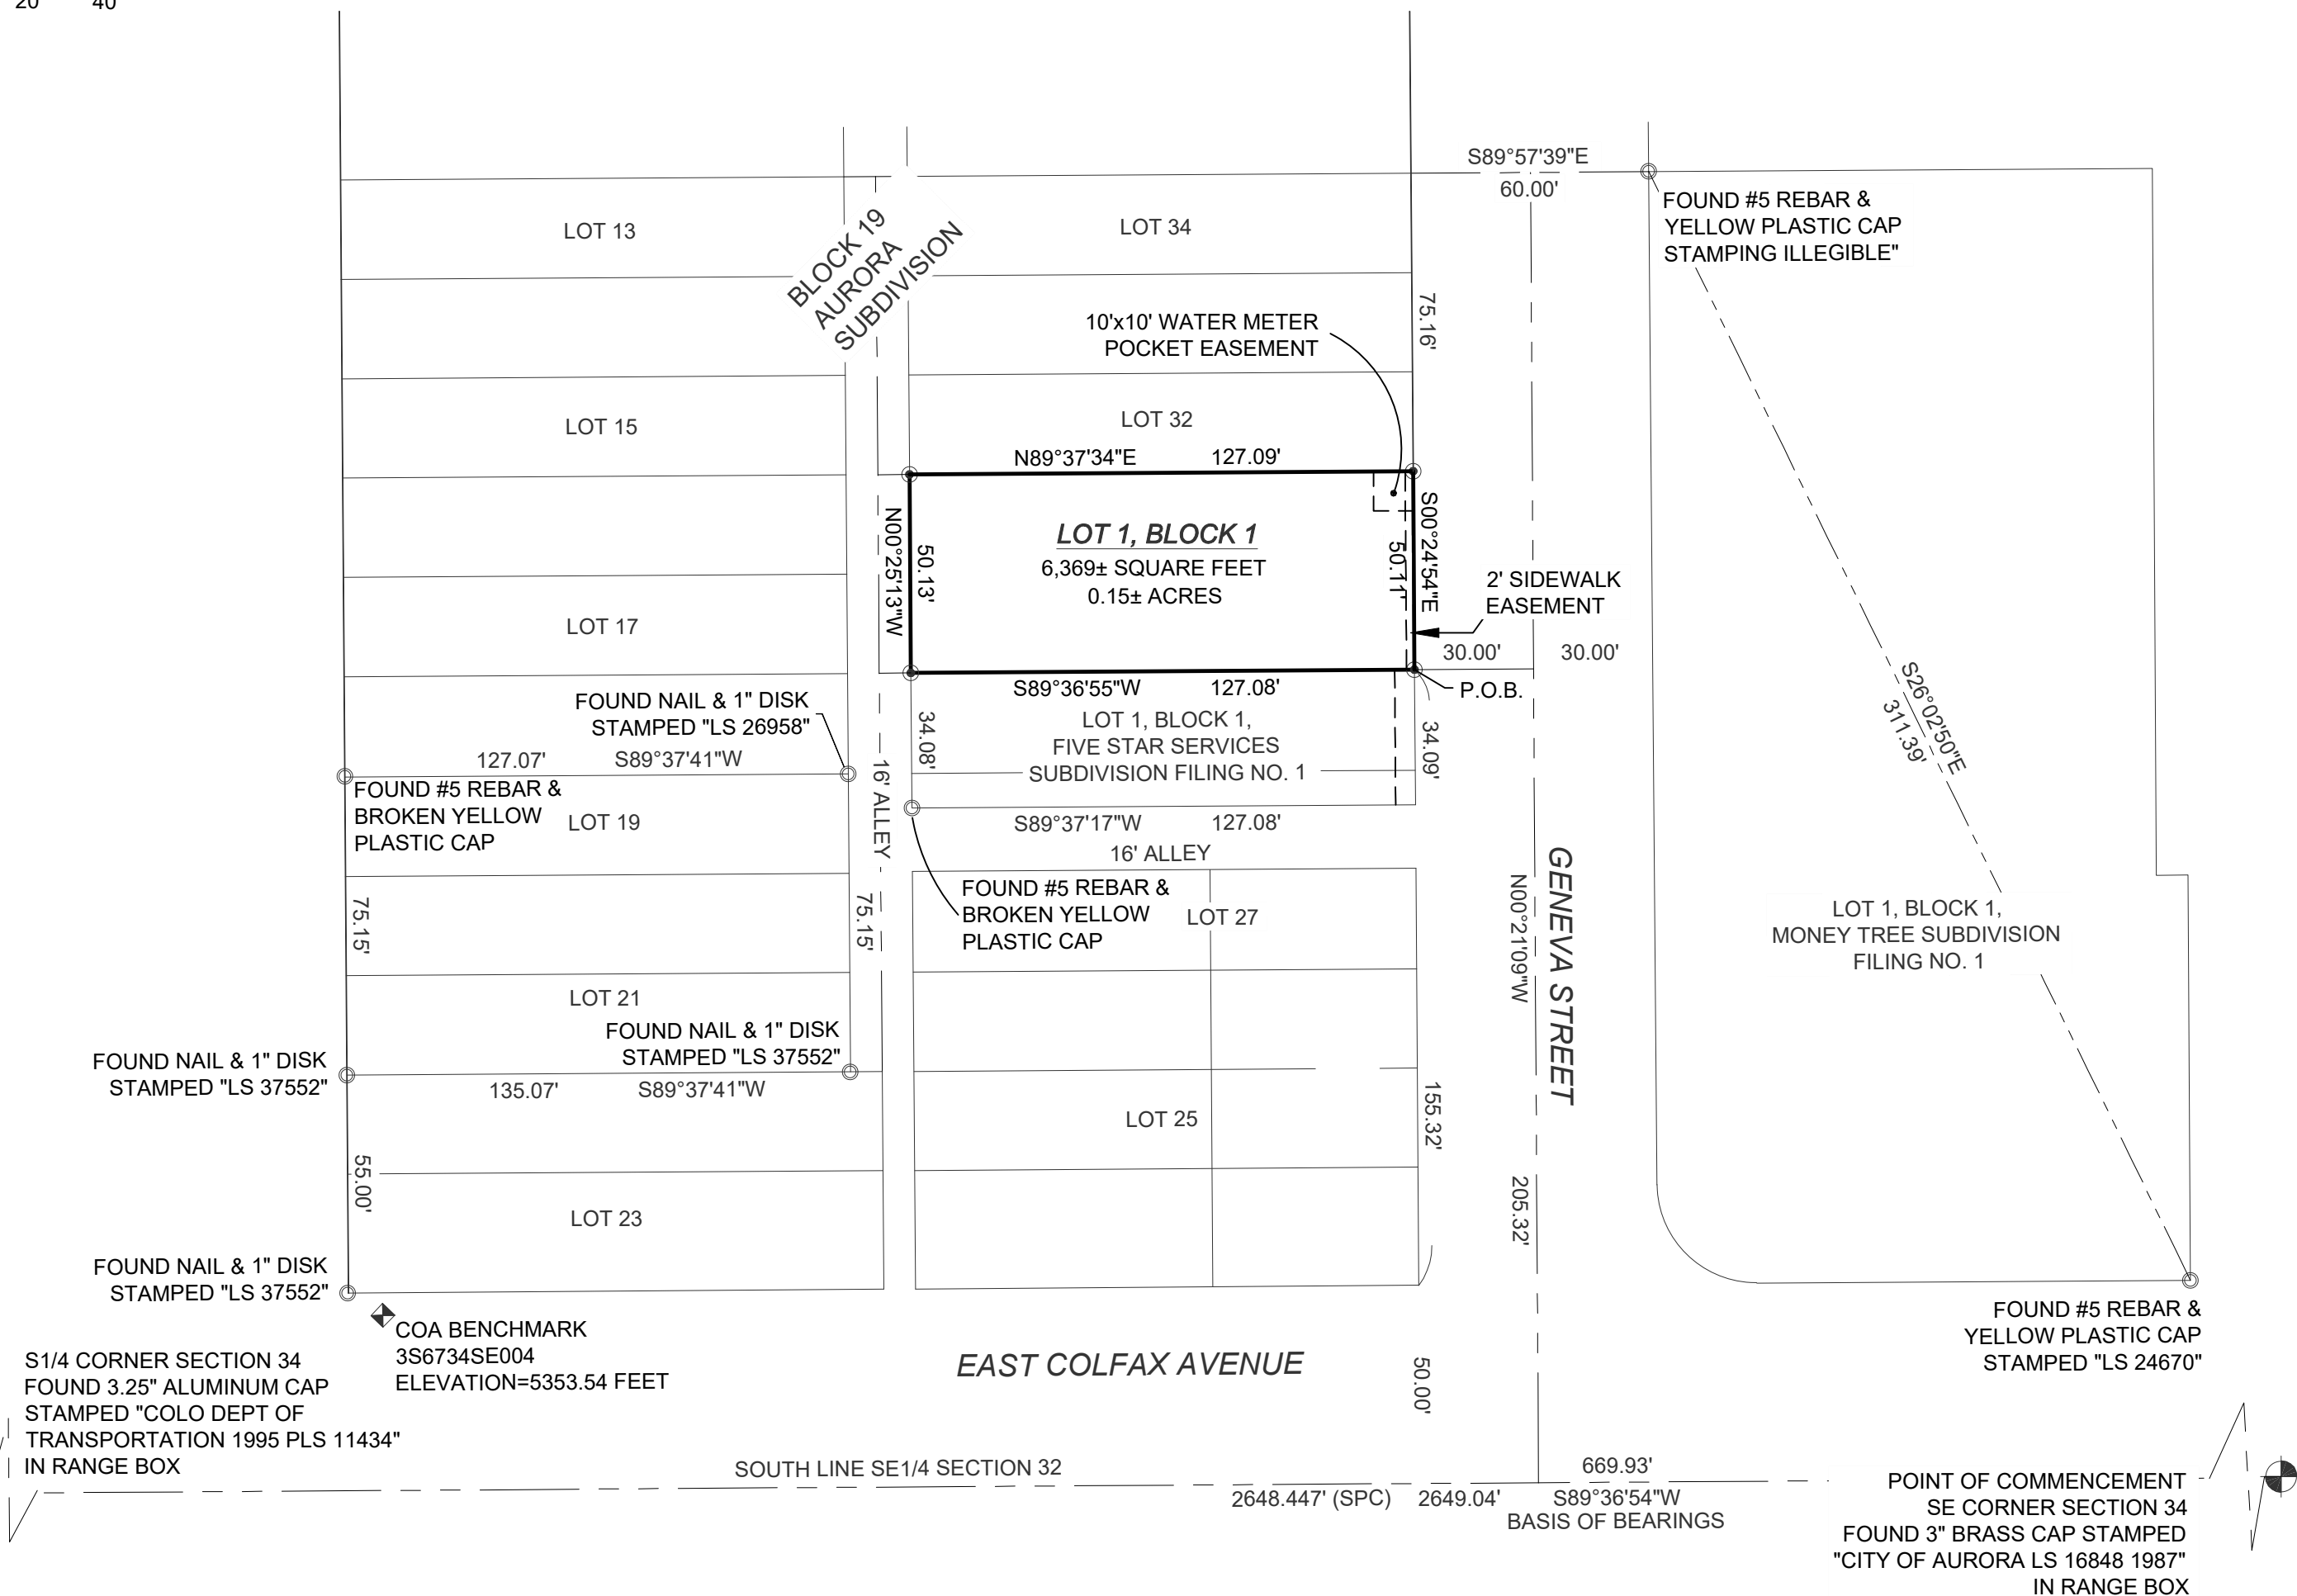 20 40
S89°57'39"E
60.00'
FOUND #5 REBAR &
YELLOW PLASTIC CAP
STAMPING ILLEGIBLE"
LOT 13
BLOCK 19
AURORA
SUBDIVISION
LOT 34
75.16'
10'x10' WATER METER
POCKET EASEMENT
LOT 15
LOT 32
N89°37'34"E 127.09'
N00°25'13"W
50.13'
LOT 1, BLOCK 1
6,369± SQUARE FEET
0.15± ACRES
50.11'
S00°24'54"E
2' SIDEWALK
EASEMENT
30.00' 30.00'
LOT 17
S89°36'55"W 127.08'
P.O.B.
FOUND NAIL & 1" DISK
STAMPED "LS 26958"
34.08'
LOT 1, BLOCK 1,
FIVE STAR SERVICES
SUBDIVISION FILING NO. 1
34.09'
S26°02'50"E
311.39'
127.07' S89°37'41"W
FOUND #5 REBAR &
BROKEN YELLOW
PLASTIC CAP
LOT 19
16' ALLEY
S89°37'17"W 127.08'
16' ALLEY
FOUND #5 REBAR &
BROKEN YELLOW
PLASTIC CAP
LOT 27
75.15'
75.15'
N00°21'09"W
GENEVA STREET
LOT 1, BLOCK 1,
MONEY TREE SUBDIVISION
FILING NO. 1
LOT 21
FOUND NAIL & 1" DISK
STAMPED "LS 37552"
FOUND NAIL & 1" DISK
STAMPED "LS 37552"
135.07' S89°37'41"W
LOT 25
155.32'
55.00'
205.32'
LOT 23
FOUND NAIL & 1" DISK
STAMPED "LS 37552"
COA BENCHMARK
3S6734SE004
ELEVATION=5353.54 FEET
EAST COLFAX AVENUE
50.00'
FOUND #5 REBAR &
YELLOW PLASTIC CAP
STAMPED "LS 24670"
S1/4 CORNER SECTION 34
FOUND 3.25" ALUMINUM CAP
STAMPED "COLO DEPT OF
TRANSPORTATION 1995 PLS 11434"
IN RANGE BOX
SOUTH LINE SE1/4 SECTION 32
669.93'
2648.447' (SPC) 2649.04' S89°36'54"W
BASIS OF BEARINGS
POINT OF COMMENCEMENT
SE CORNER SECTION 34
FOUND 3" BRASS CAP STAMPED
"CITY OF AURORA LS 16848 1987"
IN RANGE BOX